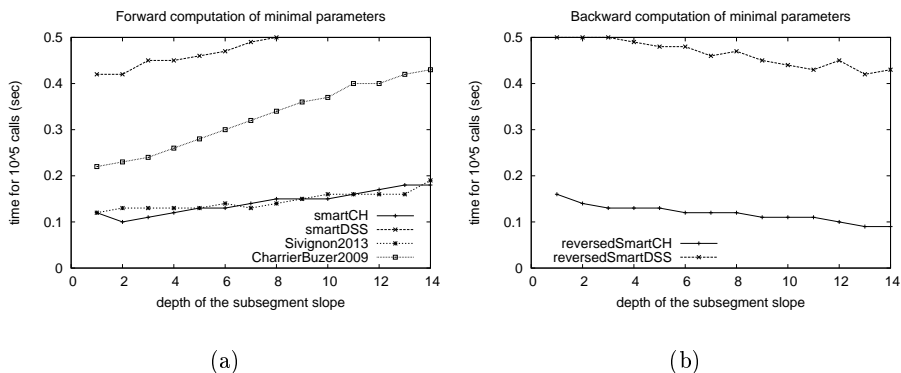 Forward computation of minimal parameters
0.5
0.4
0.3
0.2
0.1
0
time for 10^5 calls (sec)
smartCH
smartDSS
Sivignon2013
CharrierBuzer2009
0 2 4 6 8 10 12 14
depth of the subsegment slope
(a)
Backward computation of minimal parameters
0.5
0.4
0.3
0.2
0.1
0
time for 10^5 calls (sec)
reversedSmartCH
reversedSmartDSS
0 2 4 6 8 10 12 14
depth of the subsegment slope
(b)